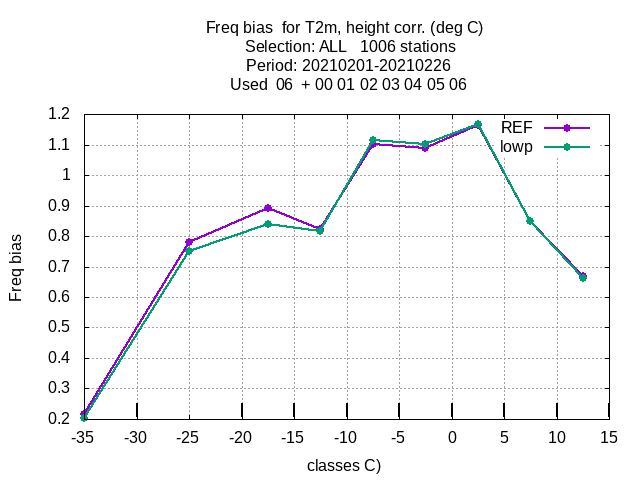 Freq bias  for T2m, height corr. (deg C)
Selection: ALL   1006 stations
Period: 20210201-20210226
Used  06  + 00 01 02 03 04 05 06
REF
lowp
Freq bias
1.2
1.1
1
0.9
0.8
0.7
0.6
0.5
0.4
0.3
0.2
-35 -30 -25 -20 -15 -10 -5 0 5 10 15
classes C)